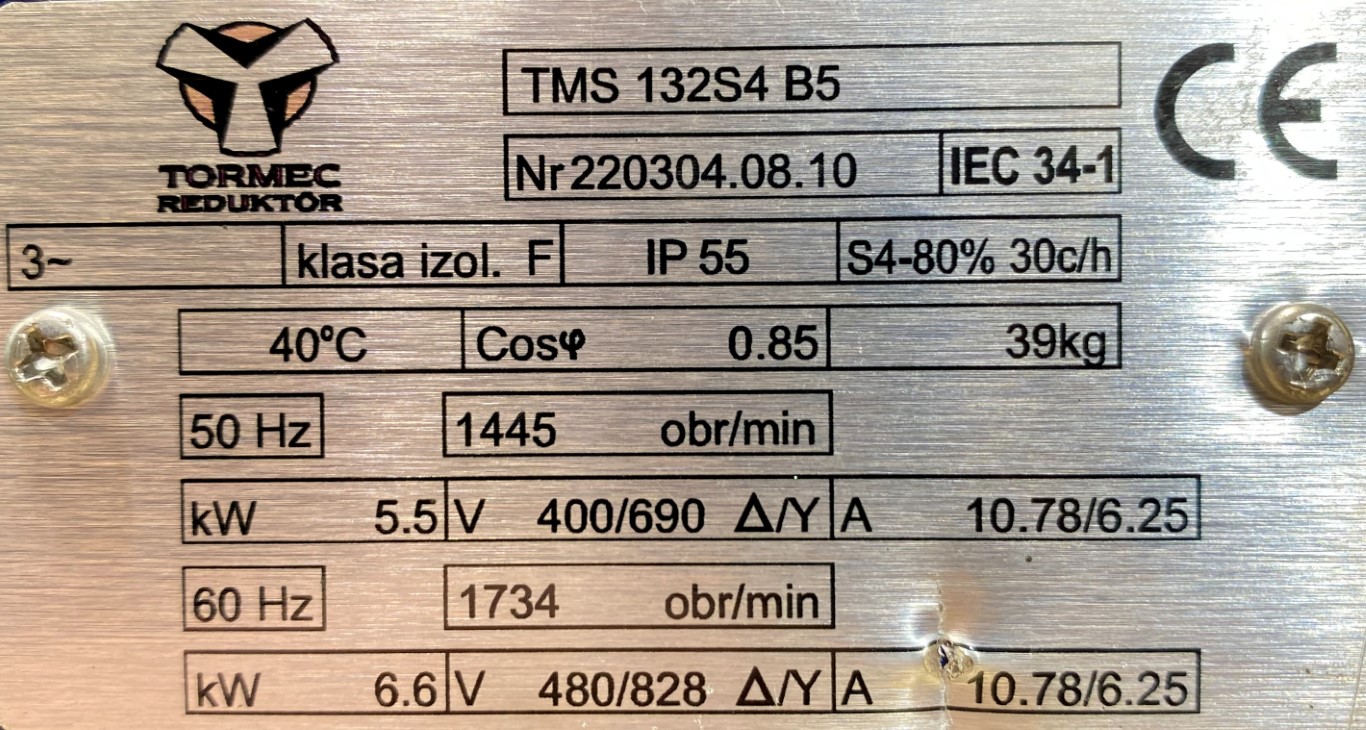 TORMEC
REDUKTOR
TMS 132S4 B5
Nr 220304.08.10 IEC 34-1
CE
3~ klasa izol. F IP 55 S4-80% 30c/h
40ºC Cosφ 0.85 39kg
50 Hz 1445 obr/min
kW 5.5 V 400/690 Δ/Y A 10.78/6.25
60 Hz 1734 obr/min
kW 6.6 V 480/828 Δ/Y A 10.78/6.25